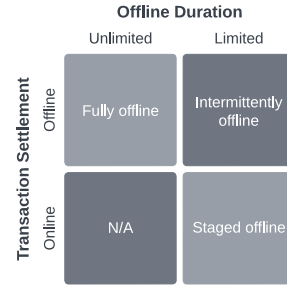 Offline Duration
Unlimited
Limited
Transaction Settlement
Offline
Fully offline
Intermittently
offline
Online
N/A
Staged offline